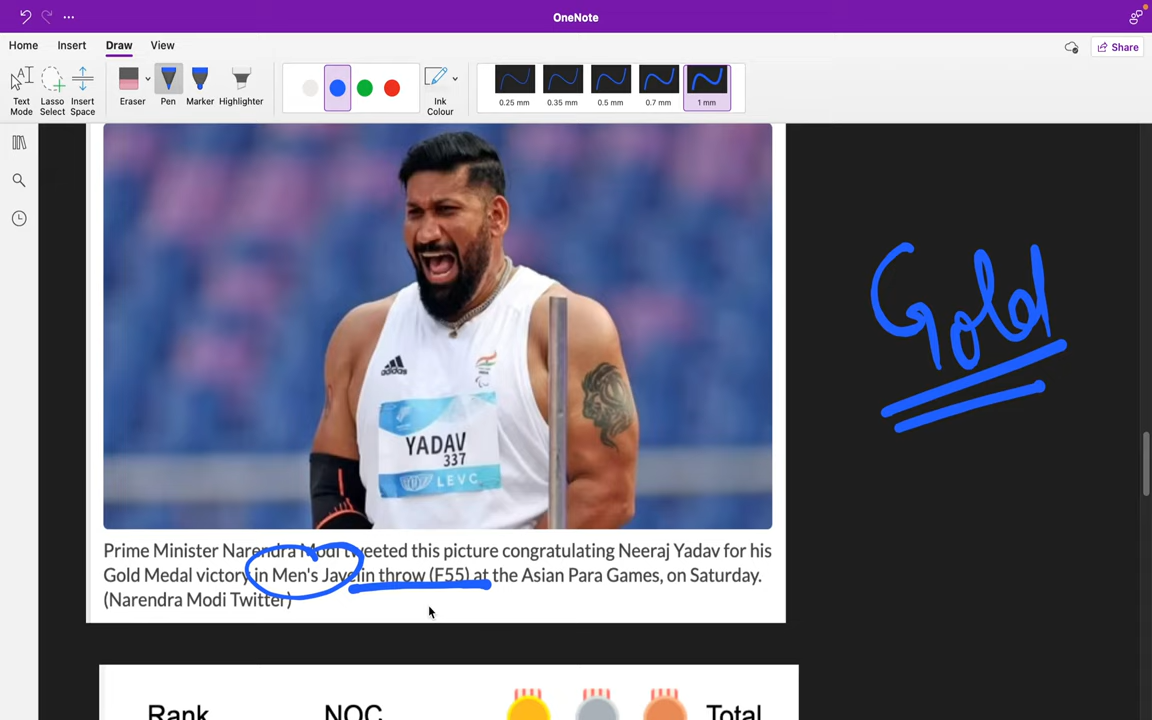 OneNote
Home Insert Draw View
Share
Text Mode
Lasso Select
Insert Space
Eraser
Pen
Marker
Highlighter
Ink Colour
0.25 mm
0.35 mm
0.5 mm
0.7 mm
1 mm
adidas
YADAV
337
LEVC
Gold
Prime Minister Narendra Modi tweeted this picture congratulating Neeraj Yadav for his
Gold Medal victory in Men's Javelin throw (F55) at the Asian Para Games, on Saturday.
(Narendra Modi Twitter)
Rank NOC Total